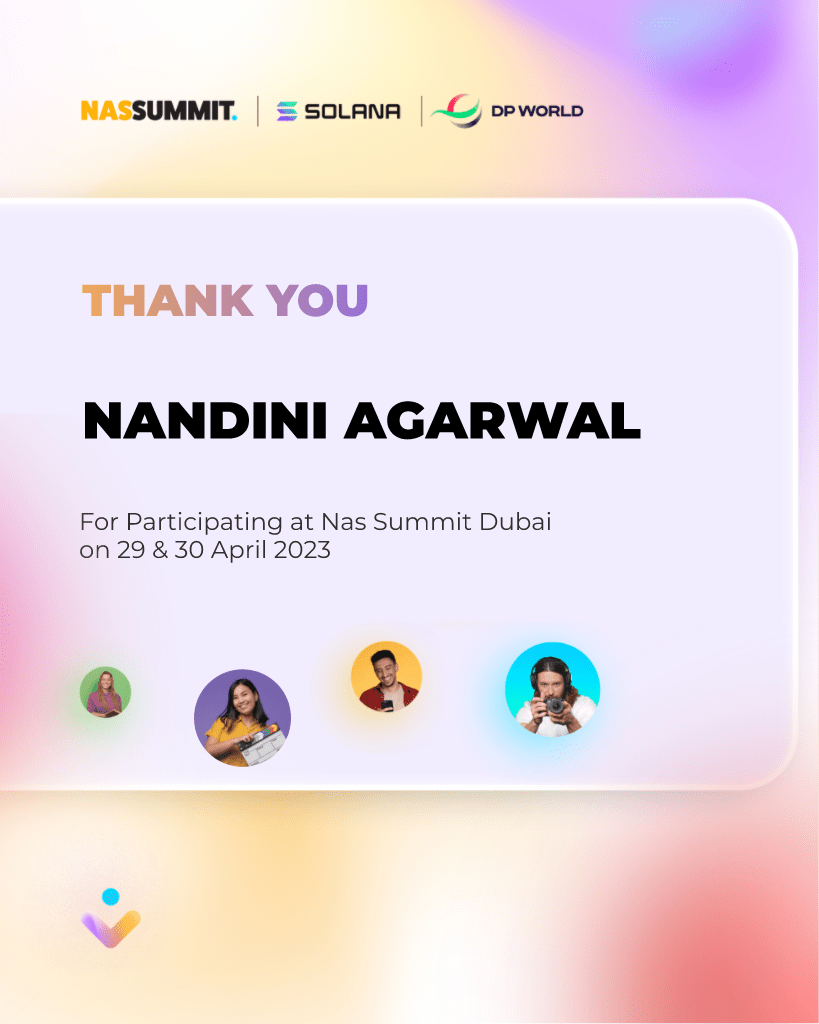 NASSUMMIT. | SOLANA | DP WORLD
THANK YOU
NANDINI AGARWAL
For Participating at Nas Summit Dubai
on 29 & 30 April 2023